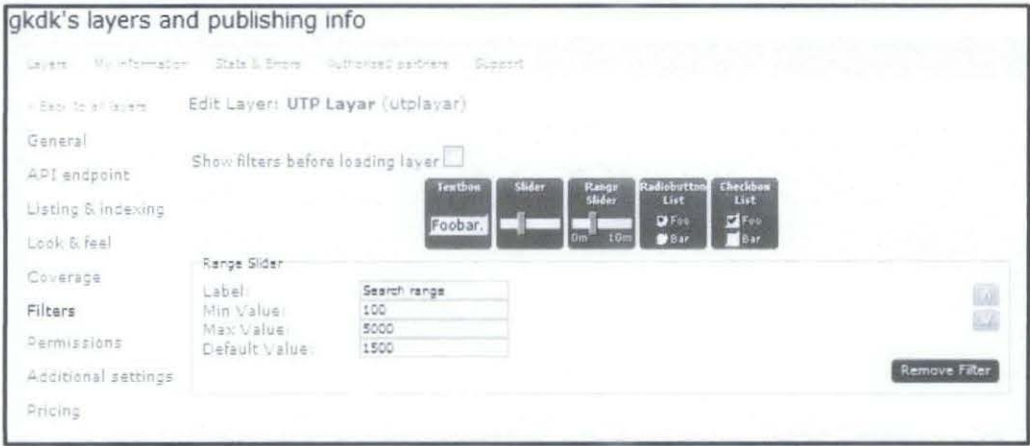 gkdk's layers and publishing info
Layers My information Stats & Errors Authorised partners Support
< Back to all layers
Edit Layer: UTP Layar (utplayar)
General
API endpoint
Listing & indexing
Look & feel
Coverage
Filters
Permissions
Additional settings
Pricing
Show filters before loading layer
Textbox
Foobar.
Slider
Range Slider
0m 10m
Radiobutton List
Foo
Bar
Checkbox List
Foo
Bar
Range Slider
Label: Search range
Min Value: 100
Max Value: 5000
Default Value: 1500
Remove Filter